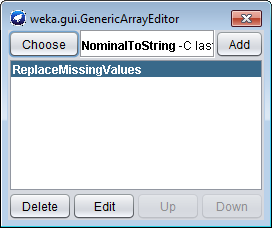 weka.gui.GenericArrayEditor
Choose NominalToString -C las Add
ReplaceMissingValues
Delete Edit Up Down